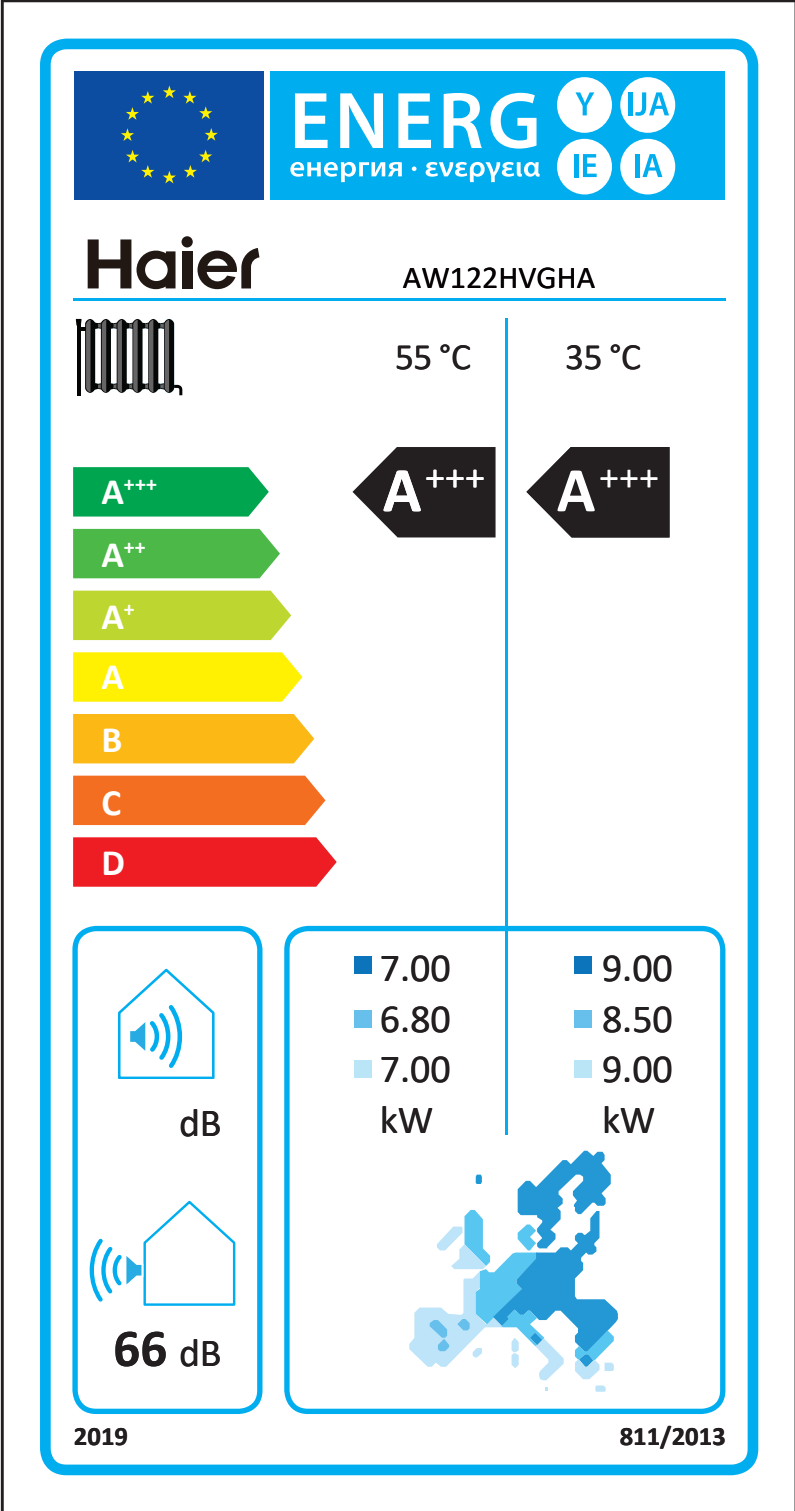 ENERG Y IJA
енергия · ενεργεια IE IA
Haier AW122HVGHA
55 °C 35 °C
A+++ A+++ A+++
A++
A+
A
B
C
D
7.00 9.00
6.80 8.50
7.00 9.00
kW kW
dB
66 dB
2019 811/2013